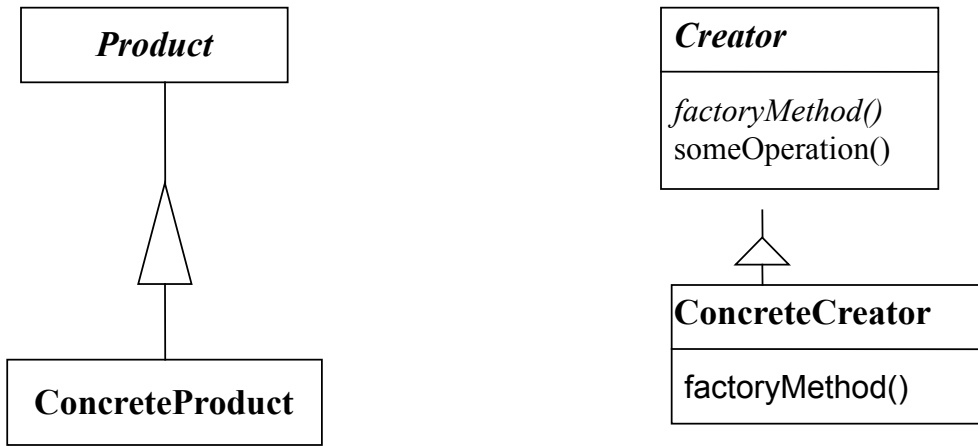 Product
ConcreteProduct
Creator
factoryMethod()
someOperation()
ConcreteCreator
factoryMethod()